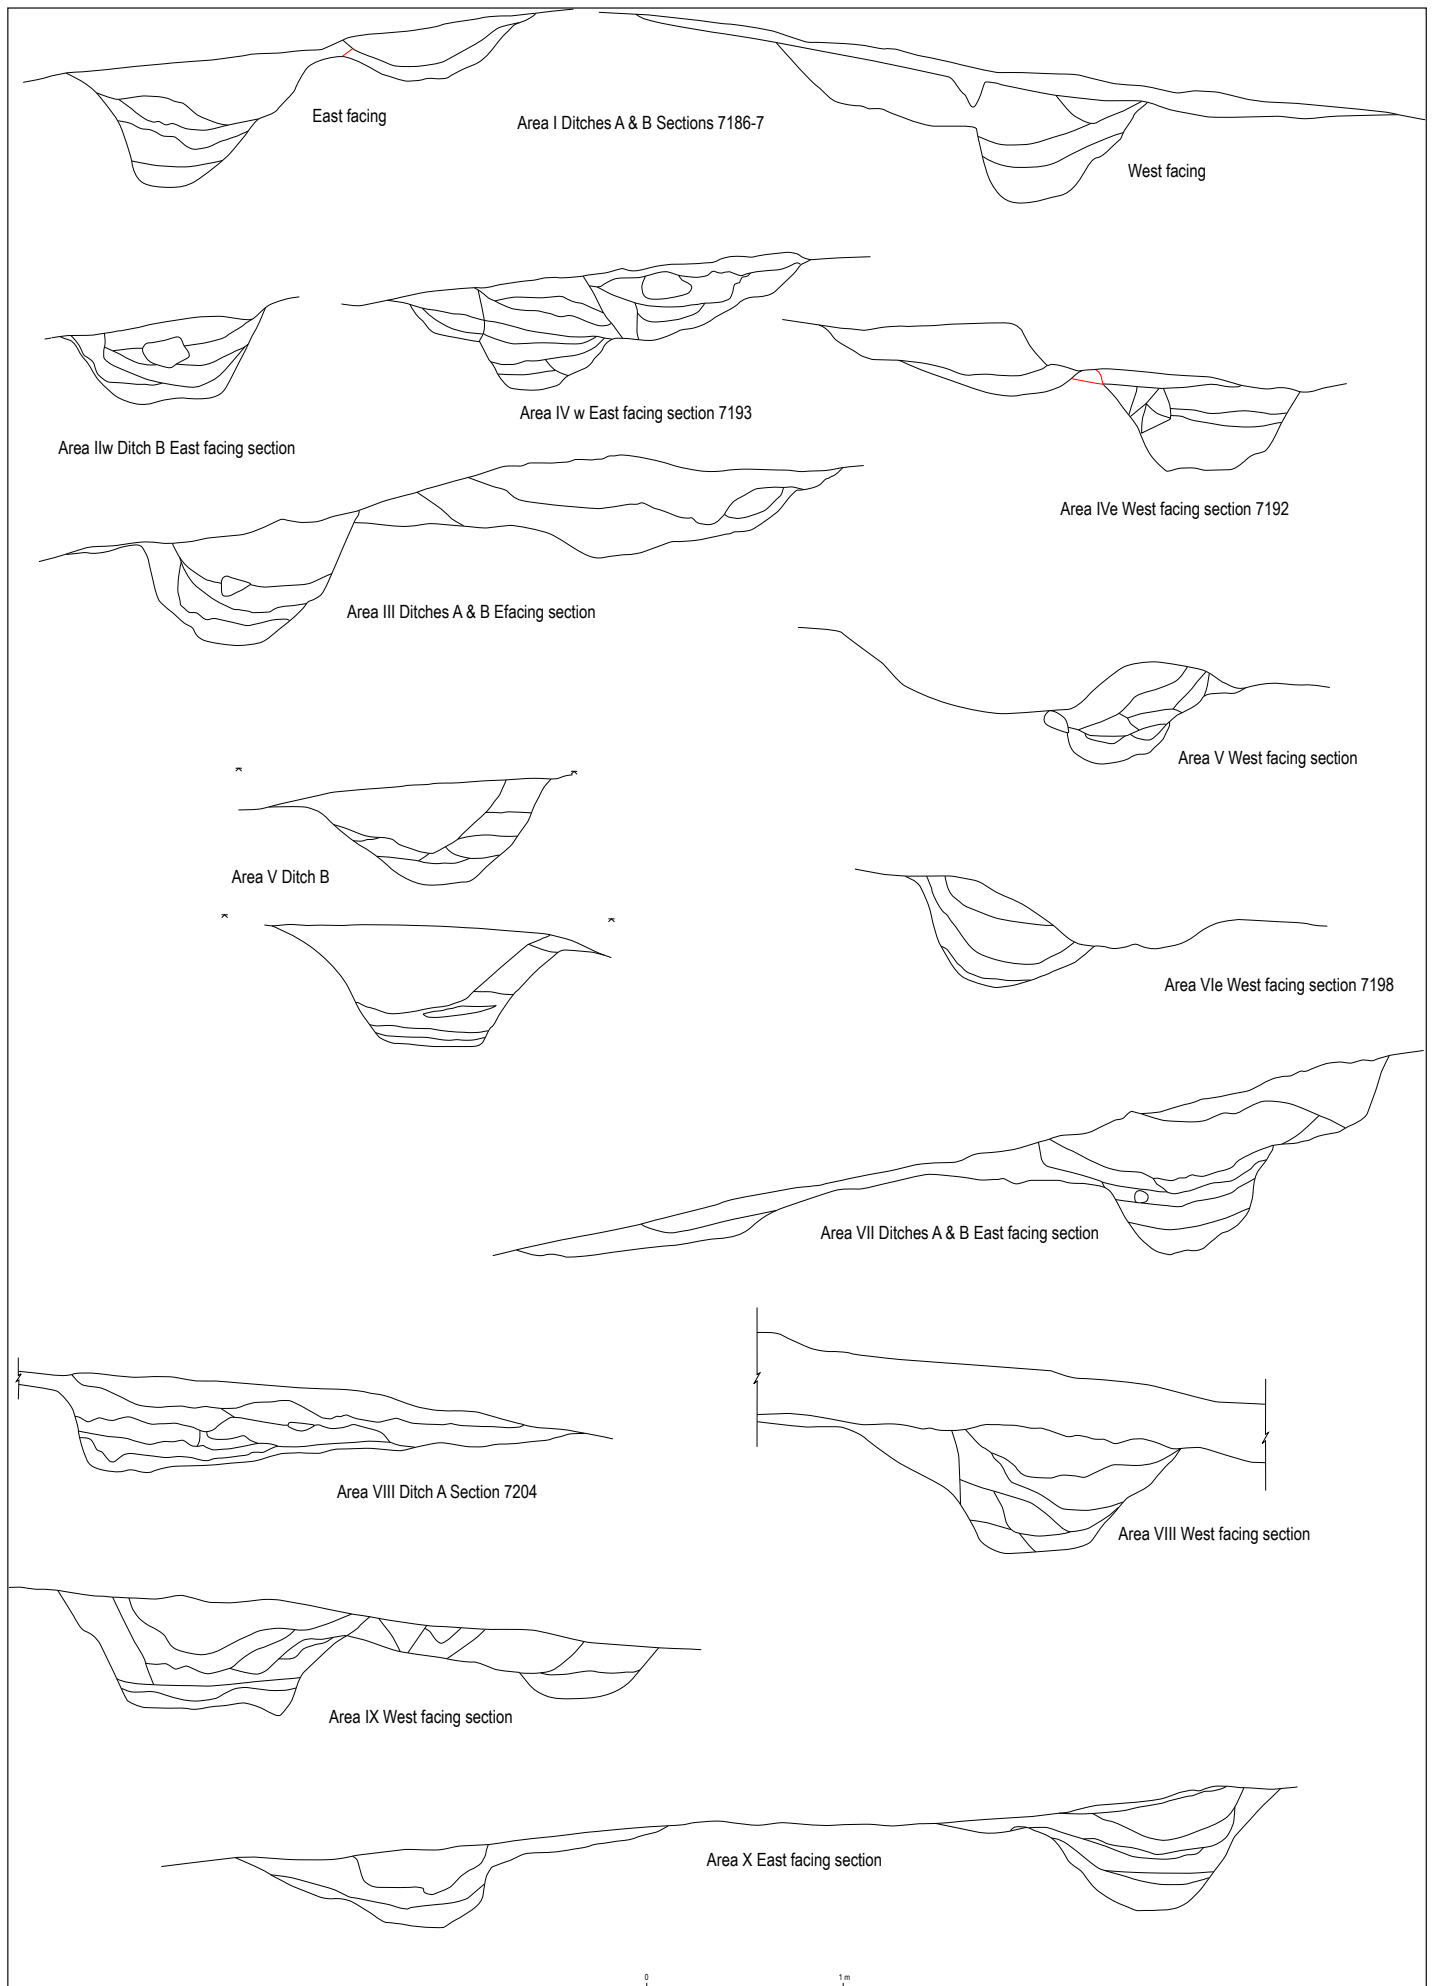 East facing
Area I Ditches A & B Sections 7186-7
West facing
Area IV w East facing section 7193
Area IIw Ditch B East facing section
Area IVe West facing section 7192
Area III Ditches A & B Efacing section
Area V West facing section
Area V Ditch B
Area VIe West facing section 7198
Area VII Ditches A & B East facing section
Area VIII Ditch A Section 7204
Area VIII West facing section
Area IX West facing section
Area X East facing section
0 1 m